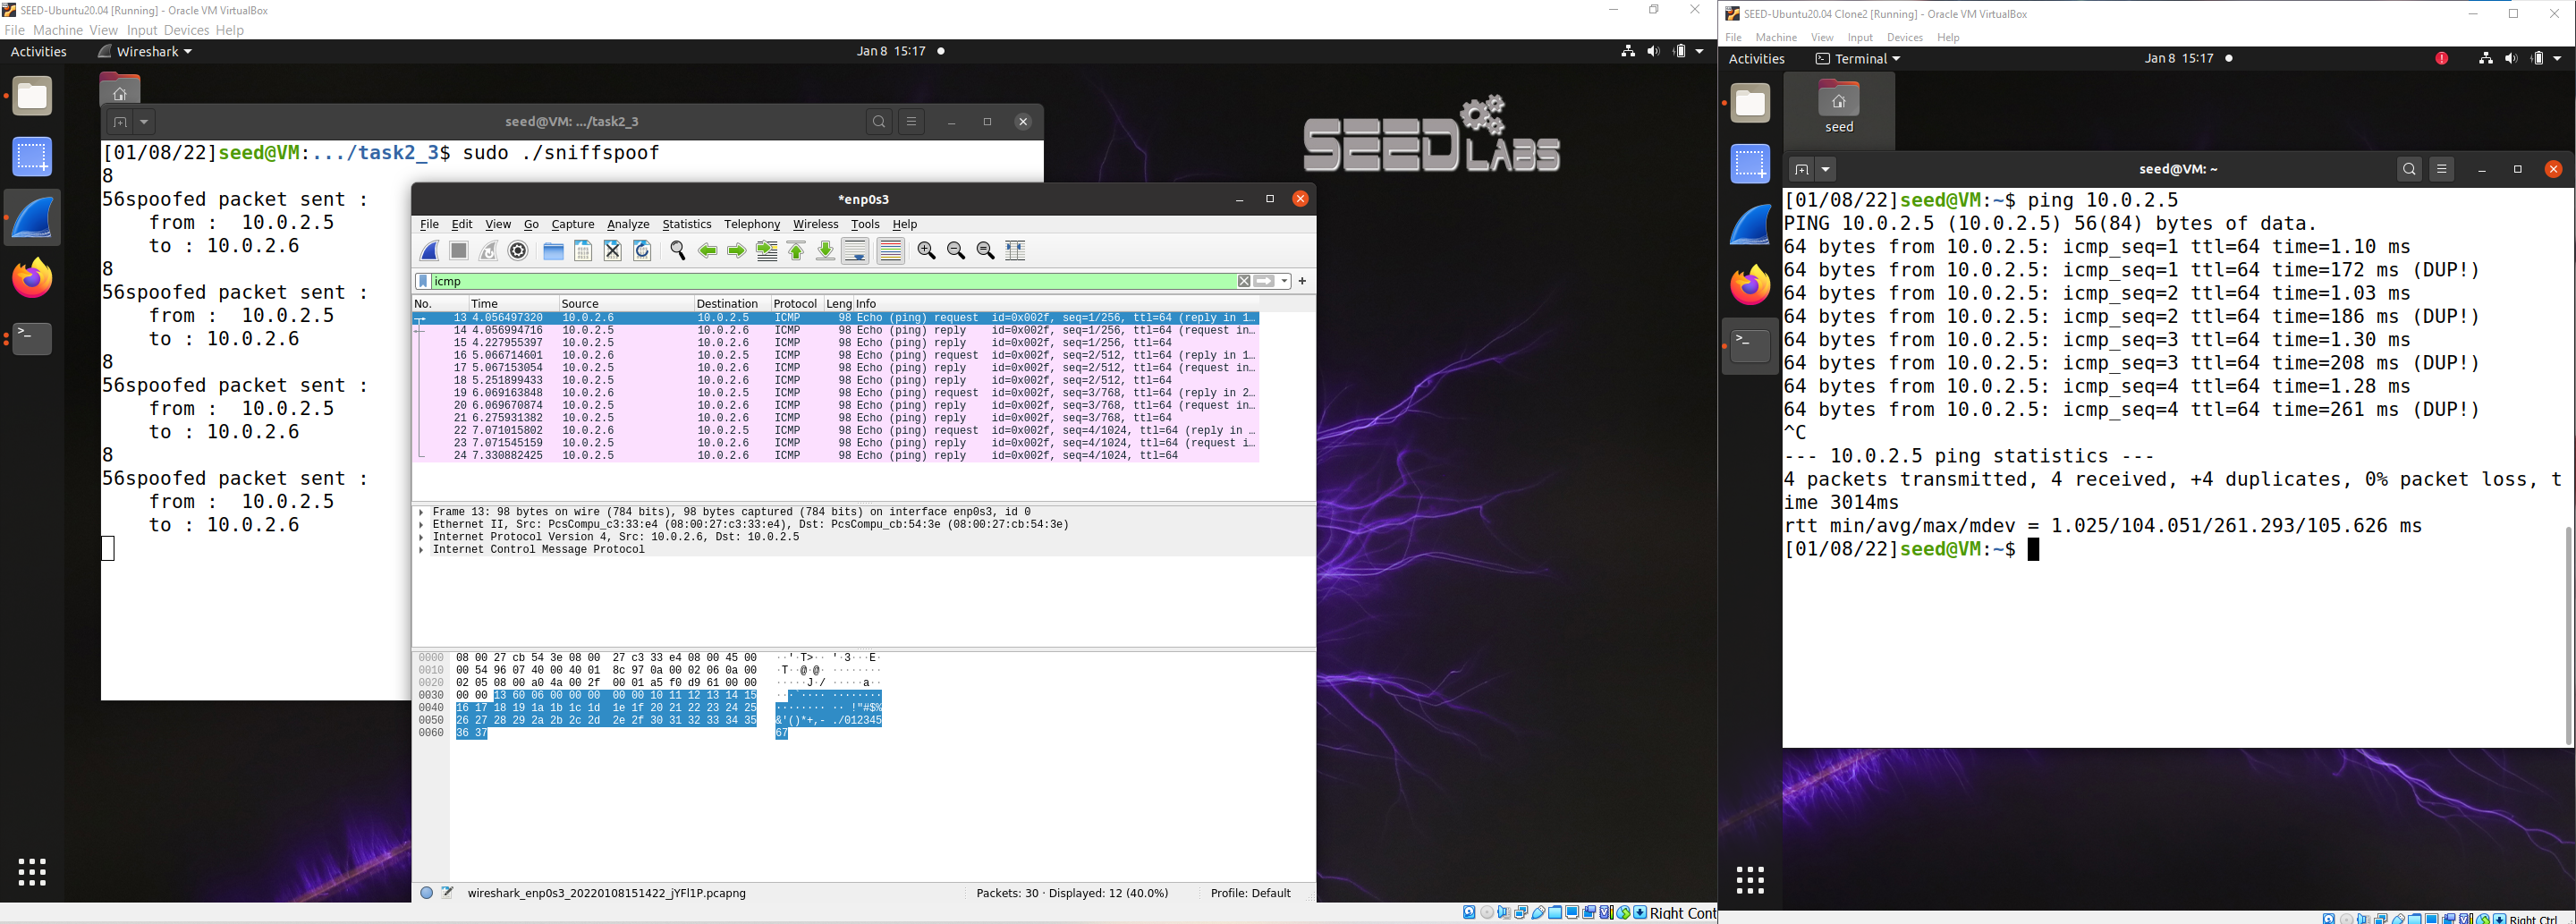 SEED-Ubuntu20.04 [Running] - Oracle VM VirtualBox
File Machine View Input Devices Help
Activities Wireshark Jan 8 15:17
SEED LABS
seed@VM: .../task2_3
[01/08/22]seed@VM:.../task2_3$ sudo ./sniffspoof
8
56spoofed packet sent :
from : 10.0.2.5
to : 10.0.2.6
8
56spoofed packet sent :
from : 10.0.2.5
to : 10.0.2.6
8
56spoofed packet sent :
from : 10.0.2.5
to : 10.0.2.6
8
56spoofed packet sent :
from : 10.0.2.5
to : 10.0.2.6
*enp0s3
File Edit View Go Capture Analyze Statistics Telephony Wireless Tools Help
icmp
No. Time Source Destination Protocol Leng Info
13 4.056497320 10.0.2.6 10.0.2.5 ICMP 98 Echo (ping) request id=0x002f, seq=1/256, ttl=64 (reply in 1…
14 4.056994716 10.0.2.5 10.0.2.6 ICMP 98 Echo (ping) reply id=0x002f, seq=1/256, ttl=64 (request in…
15 4.227955397 10.0.2.5 10.0.2.6 ICMP 98 Echo (ping) reply id=0x002f, seq=1/256, ttl=64
16 5.066714601 10.0.2.6 10.0.2.5 ICMP 98 Echo (ping) request id=0x002f, seq=2/512, ttl=64 (reply in 1…
17 5.067153054 10.0.2.5 10.0.2.6 ICMP 98 Echo (ping) reply id=0x002f, seq=2/512, ttl=64 (request in…
18 5.251899433 10.0.2.5 10.0.2.6 ICMP 98 Echo (ping) reply id=0x002f, seq=2/512, ttl=64
19 6.069163848 10.0.2.6 10.0.2.5 ICMP 98 Echo (ping) request id=0x002f, seq=3/768, ttl=64 (reply in 2…
20 6.069670874 10.0.2.5 10.0.2.6 ICMP 98 Echo (ping) reply id=0x002f, seq=3/768, ttl=64 (request in…
21 6.275931382 10.0.2.5 10.0.2.6 ICMP 98 Echo (ping) reply id=0x002f, seq=3/768, ttl=64
22 7.071015802 10.0.2.6 10.0.2.5 ICMP 98 Echo (ping) request id=0x002f, seq=4/1024, ttl=64 (reply in …
23 7.071545159 10.0.2.5 10.0.2.6 ICMP 98 Echo (ping) reply id=0x002f, seq=4/1024, ttl=64 (request i…
24 7.330882425 10.0.2.5 10.0.2.6 ICMP 98 Echo (ping) reply id=0x002f, seq=4/1024, ttl=64
Frame 13: 98 bytes on wire (784 bits), 98 bytes captured (784 bits) on interface enp0s3, id 0
Ethernet II, Src: PcsCompu_c3:33:e4 (08:00:27:c3:33:e4), Dst: PcsCompu_cb:54:3e (08:00:27:cb:54:3e)
Internet Protocol Version 4, Src: 10.0.2.6, Dst: 10.0.2.5
Internet Control Message Protocol
0000 08 00 27 cb 54 3e 08 00 27 c3 33 e4 08 00 45 00 ··'·T>·· '·3···E·
0010 00 54 96 07 40 00 40 01 8c 97 0a 00 02 06 0a 00 ·T··@·@· ········
0020 02 05 08 00 a0 4a 00 2f 00 01 a5 f0 d9 61 00 00 ·····J·/ ·····a··
0030 00 00 13 60 06 00 00 00 00 00 10 11 12 13 14 15 ···`···· ········
0040 16 17 18 19 1a 1b 1c 1d 1e 1f 20 21 22 23 24 25 ········ ·· !"#$%
0050 26 27 28 29 2a 2b 2c 2d 2e 2f 30 31 32 33 34 35 &'()*+,- ./012345
0060 36 37 67
wireshark_enp0s3_20220108151422_jYFl1P.pcapng Packets: 30 · Displayed: 12 (40.0%) Profile: Default
Right Cont
SEED-Ubuntu20.04 Clone2 [Running] - Oracle VM VirtualBox
File Machine View Input Devices Help
Activities Terminal Jan 8 15:17
seed
seed@VM: ~
[01/08/22]seed@VM:~$ ping 10.0.2.5
PING 10.0.2.5 (10.0.2.5) 56(84) bytes of data.
64 bytes from 10.0.2.5: icmp_seq=1 ttl=64 time=1.10 ms
64 bytes from 10.0.2.5: icmp_seq=1 ttl=64 time=172 ms (DUP!)
64 bytes from 10.0.2.5: icmp_seq=2 ttl=64 time=1.03 ms
64 bytes from 10.0.2.5: icmp_seq=2 ttl=64 time=186 ms (DUP!)
64 bytes from 10.0.2.5: icmp_seq=3 ttl=64 time=1.30 ms
64 bytes from 10.0.2.5: icmp_seq=3 ttl=64 time=208 ms (DUP!)
64 bytes from 10.0.2.5: icmp_seq=4 ttl=64 time=1.28 ms
64 bytes from 10.0.2.5: icmp_seq=4 ttl=64 time=261 ms (DUP!)
^C
--- 10.0.2.5 ping statistics ---
4 packets transmitted, 4 received, +4 duplicates, 0% packet loss, t
ime 3014ms
rtt min/avg/max/mdev = 1.025/104.051/261.293/105.626 ms
[01/08/22]seed@VM:~$
Right Ctrl